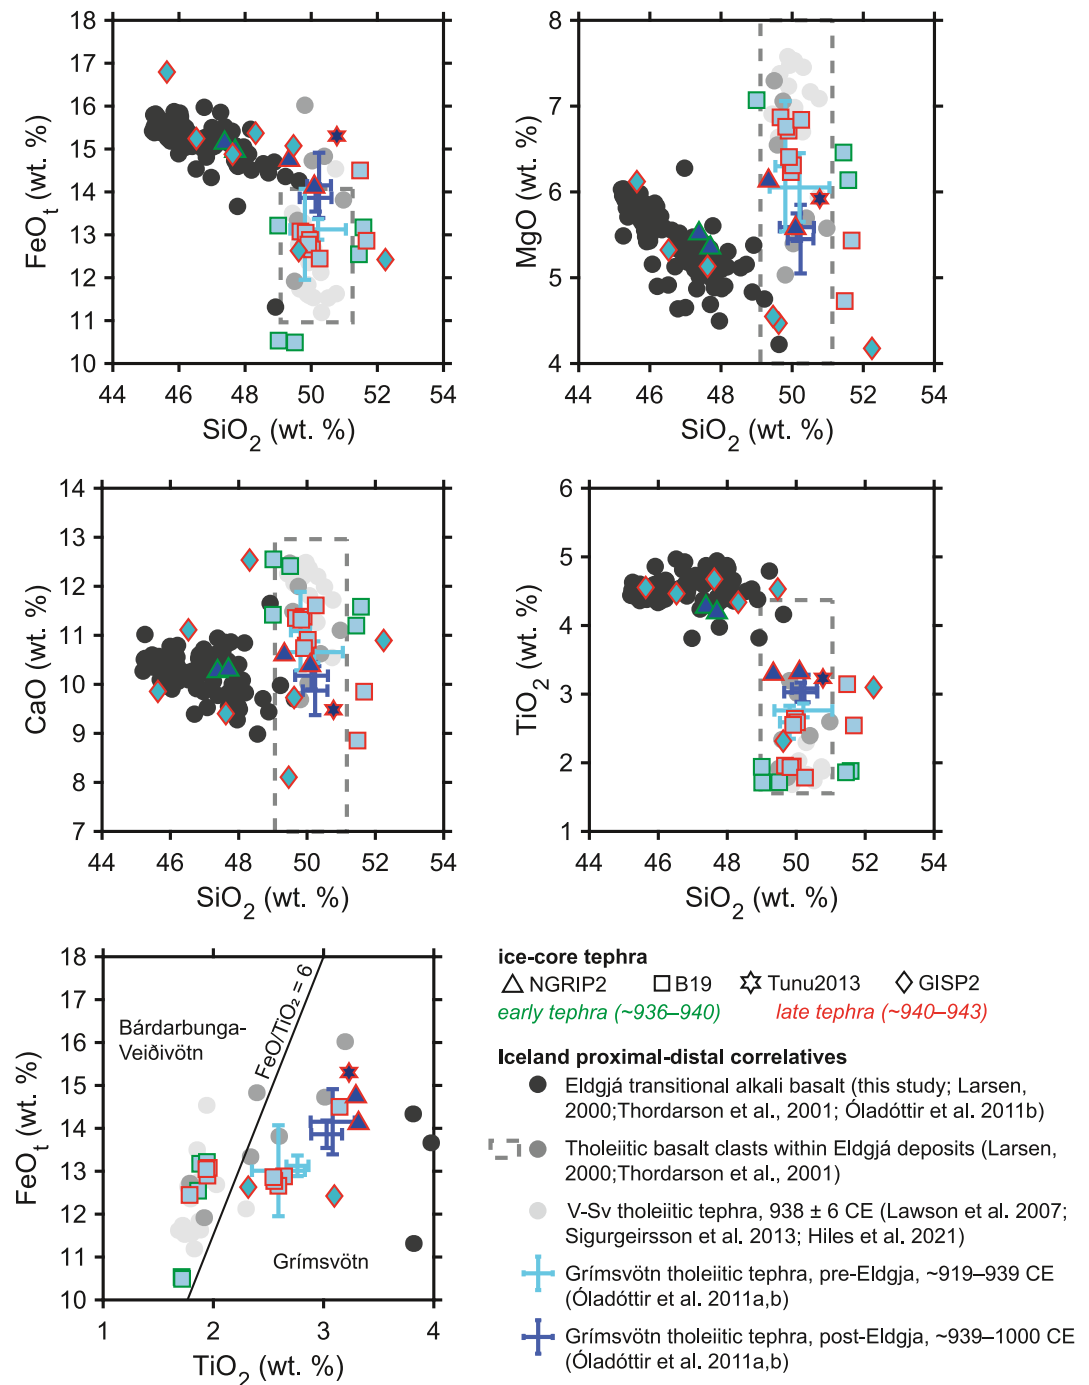 18
17
16
15
14
13
12
11
10
FeOt (wt. %)
44 46 48 50 52 54
SiO2 (wt. %)
8
7
6
5
4
MgO (wt. %)
44 46 48 50 52 54
SiO2 (wt. %)
14
13
12
11
10
9
8
7
CaO (wt. %)
44 46 48 50 52 54
SiO2 (wt. %)
6
5
4
3
2
1
TiO2 (wt. %)
44 46 48 50 52 54
SiO2 (wt. %)
18
17
16
15
14
13
12
11
10
FeOt (wt. %)
Bárdarbunga-
Veiðivötn
FeO/TiO2 = 6
Grímsvötn
1 2 3 4
TiO2 (wt. %)
ice-core tephra
NGRIP2 B19 Tunu2013 GISP2
early tephra (~936–940) late tephra (~940–943)
Iceland proximal-distal correlatives
Eldgjá transitional alkali basalt (this study; Larsen,
2000;Thordarson et al., 2001; Óladóttir et al. 2011b)
Tholeiitic basalt clasts within Eldgjá deposits (Larsen,
2000;Thordarson et al., 2001)
V-Sv tholeiitic tephra, 938 ± 6 CE (Lawson et al. 2007;
Sigurgeirsson et al. 2013; Hiles et al. 2021)
Grímsvötn tholeiitic tephra, pre-Eldgja, ~919–939 CE
(Óladóttir et al. 2011a,b)
Grímsvötn tholeiitic tephra, post-Eldgja, ~939–1000 CE
(Óladóttir et al. 2011a,b)